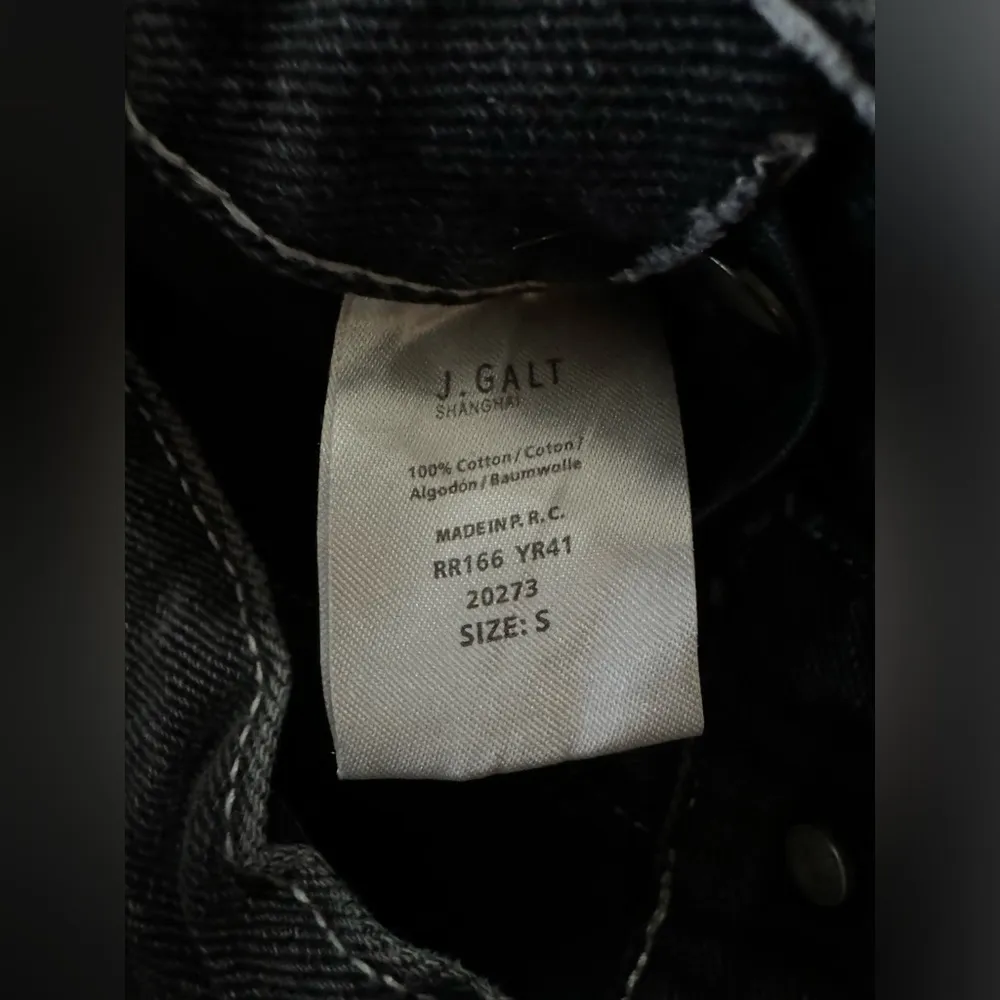 J.GALT
SHANGHAI
100% Cotton / Coton /
Algodón / Baumwolle
MADE IN P. R. C.
RR166 YR41
20273
SIZE: S